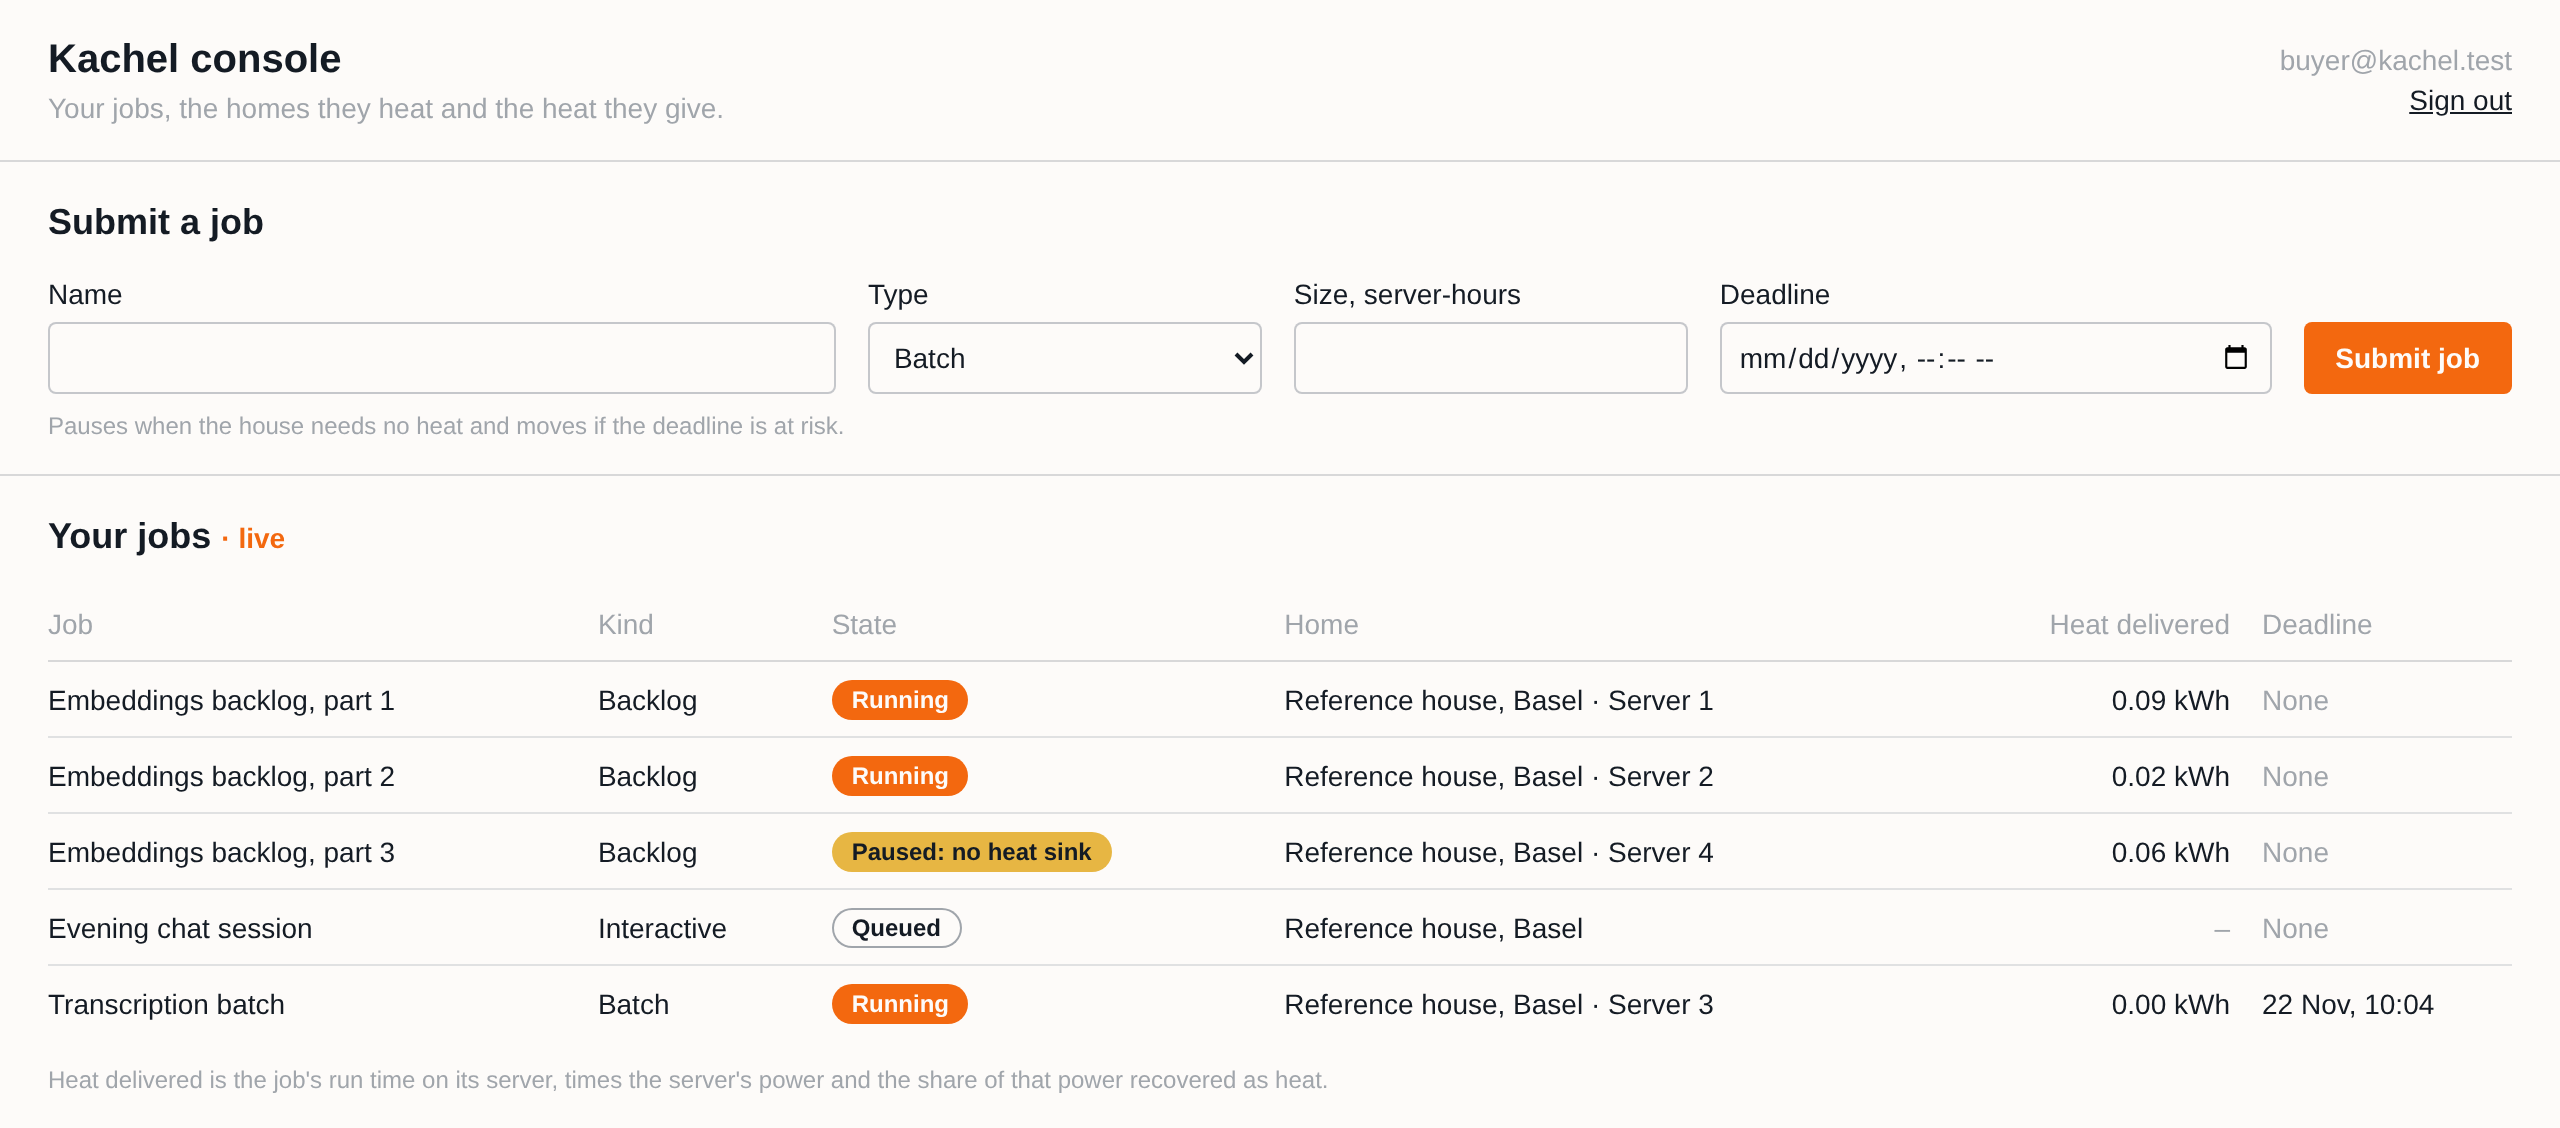 Kachel console
buyer@kachel.test
Your jobs, the homes they heat and the heat they give.
Sign out
Submit a job
Name Type Size, server-hours Deadline
Batch mm/dd/yyyy, --:-- -- Submit job
Pauses when the house needs no heat and moves if the deadline is at risk.
Your jobs · live
Job Kind State Home Heat delivered Deadline
Embeddings backlog, part 1 Backlog Running Reference house, Basel · Server 1 0.09 kWh None
Embeddings backlog, part 2 Backlog Running Reference house, Basel · Server 2 0.02 kWh None
Embeddings backlog, part 3 Backlog Paused: no heat sink Reference house, Basel · Server 4 0.06 kWh None
Evening chat session Interactive Queued Reference house, Basel – None
Transcription batch Batch Running Reference house, Basel · Server 3 0.00 kWh 22 Nov, 10:04
Heat delivered is the job's run time on its server, times the server's power and the share of that power recovered as heat.